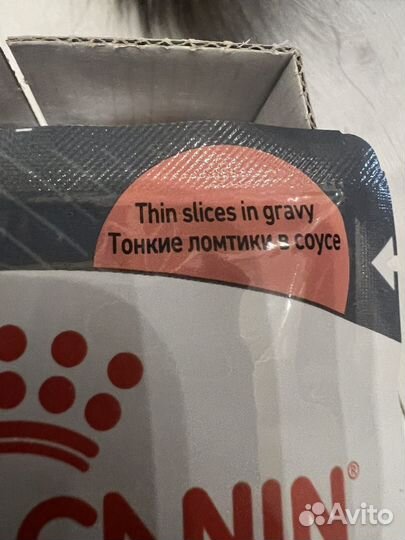 Thin slices in gravy
Тонкие ломтики в соусе
CANIN®
Avito